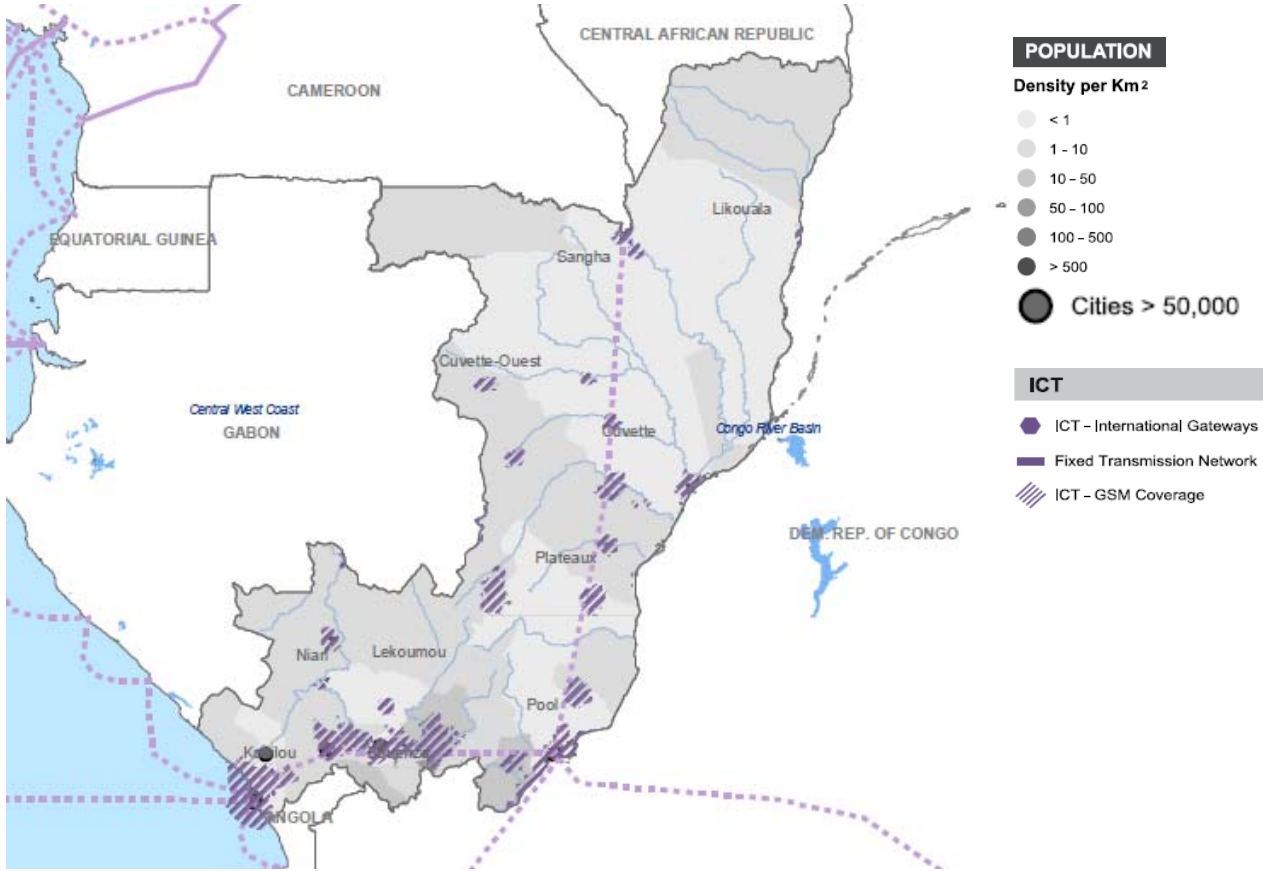 CENTRAL AFRICAN REPUBLIC
CAMEROON
EQUATORIAL GUINEA
Likouala
Sangha
Cuvette-Ouest
Central West Coast
GABON
Cuvette
Congo River Basin
DEM. REP. OF CONGO
Plateaux
Niari
Lekoumou
Pool
Kouilou
Bouenza
ANGOLA
POPULATION
Density per Km²
< 1
1 – 10
10 – 50
50 – 100
100 – 500
> 500
Cities > 50,000
ICT
ICT – International Gateways
Fixed Transmission Network
ICT – GSM Coverage